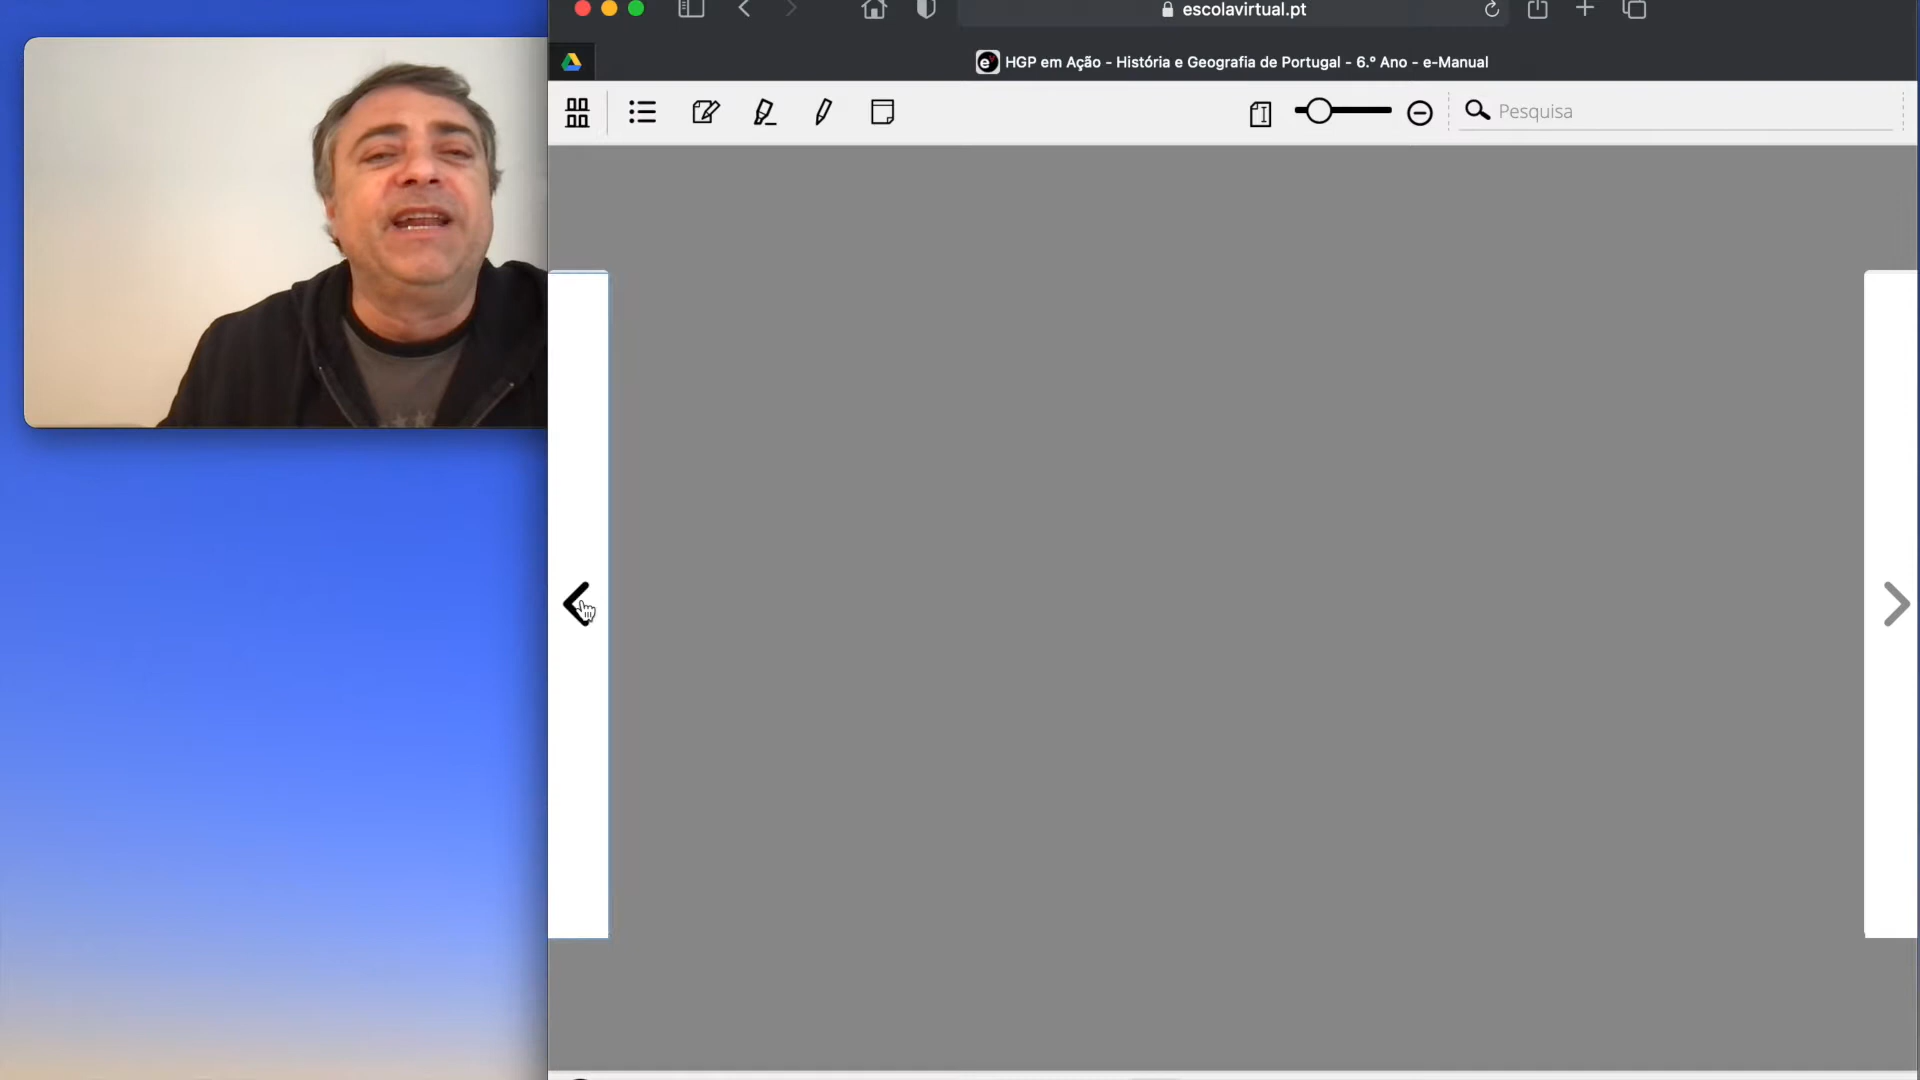 escolavirtual.pt
HGP em Ação - História e Geografia de Portugal - 6.º Ano - e-Manual
Pesquisa